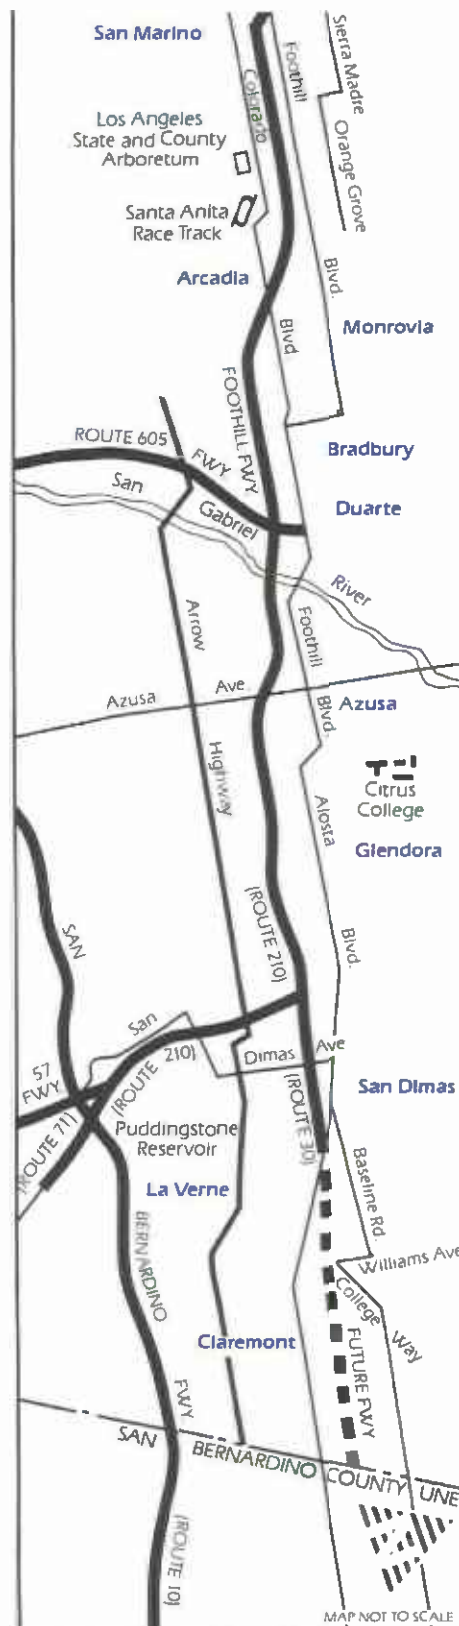 San Marino
Sierra Madre
Foothill
Colorado
Orange Grove
Los Angeles
State and County
Arboretum
Santa Anita
Race Track
Arcadia
Blvd.
Blvd
Monrovia
FOOTHILL FWY
ROUTE 605
FWY
Bradbury
San
Gabriel
River
Duarte
Arrow
Foothill
Azusa
Ave
Blvd.
Azusa
Highway
Citrus
College
Alosta
Glendora
SAN
(ROUTE 210)
Blvd.
San
Dimas
Ave
57
FWY
(ROUTE
210)
(ROUTE 30)
San Dimas
(ROUTE 71)
Puddingstone
Reservoir
La Verne
Baseline Rd.
BERNARDINO
Williams Ave
College
Way
Claremont
FUTURE FWY
FWY
SAN
BERNARDINO
COUNTY
LINE
(ROUTE 10)
MAP NOT TO SCALE